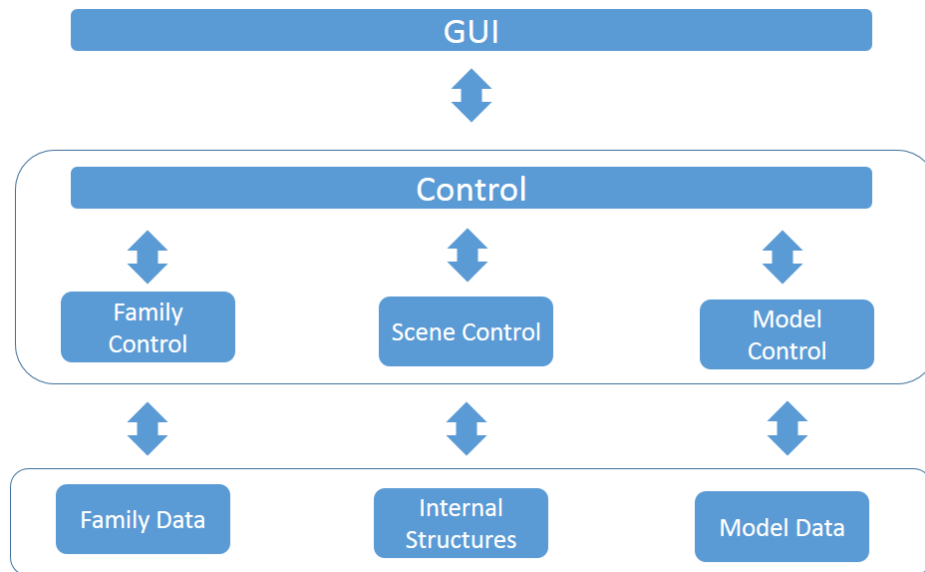 GUI
Control
Family
Control
Scene Control
Model
Control
Family Data
Internal
Structures
Model Data